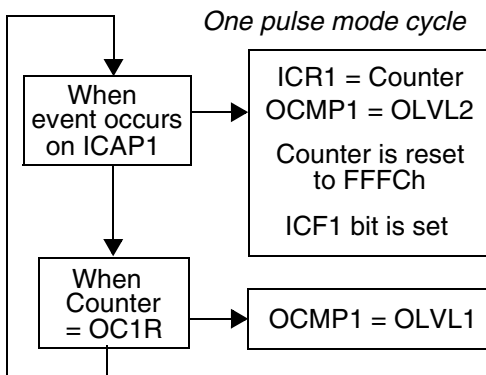 One pulse mode cycle
When
event occurs
on ICAP1
ICR1 = Counter
OCMP1 = OLVL2
Counter is reset
to FFFCh
ICF1 bit is set
When
Counter
= OC1R
OCMP1 = OLVL1